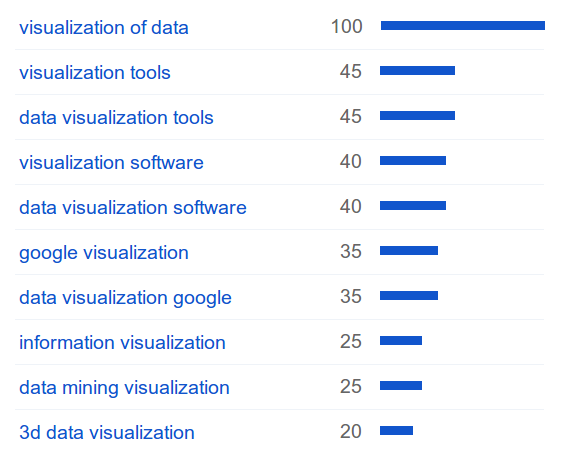 visualization of data 100
visualization tools 45
data visualization tools 45
visualization software 40
data visualization software 40
google visualization 35
data visualization google 35
information visualization 25
data mining visualization 25
3d data visualization 20